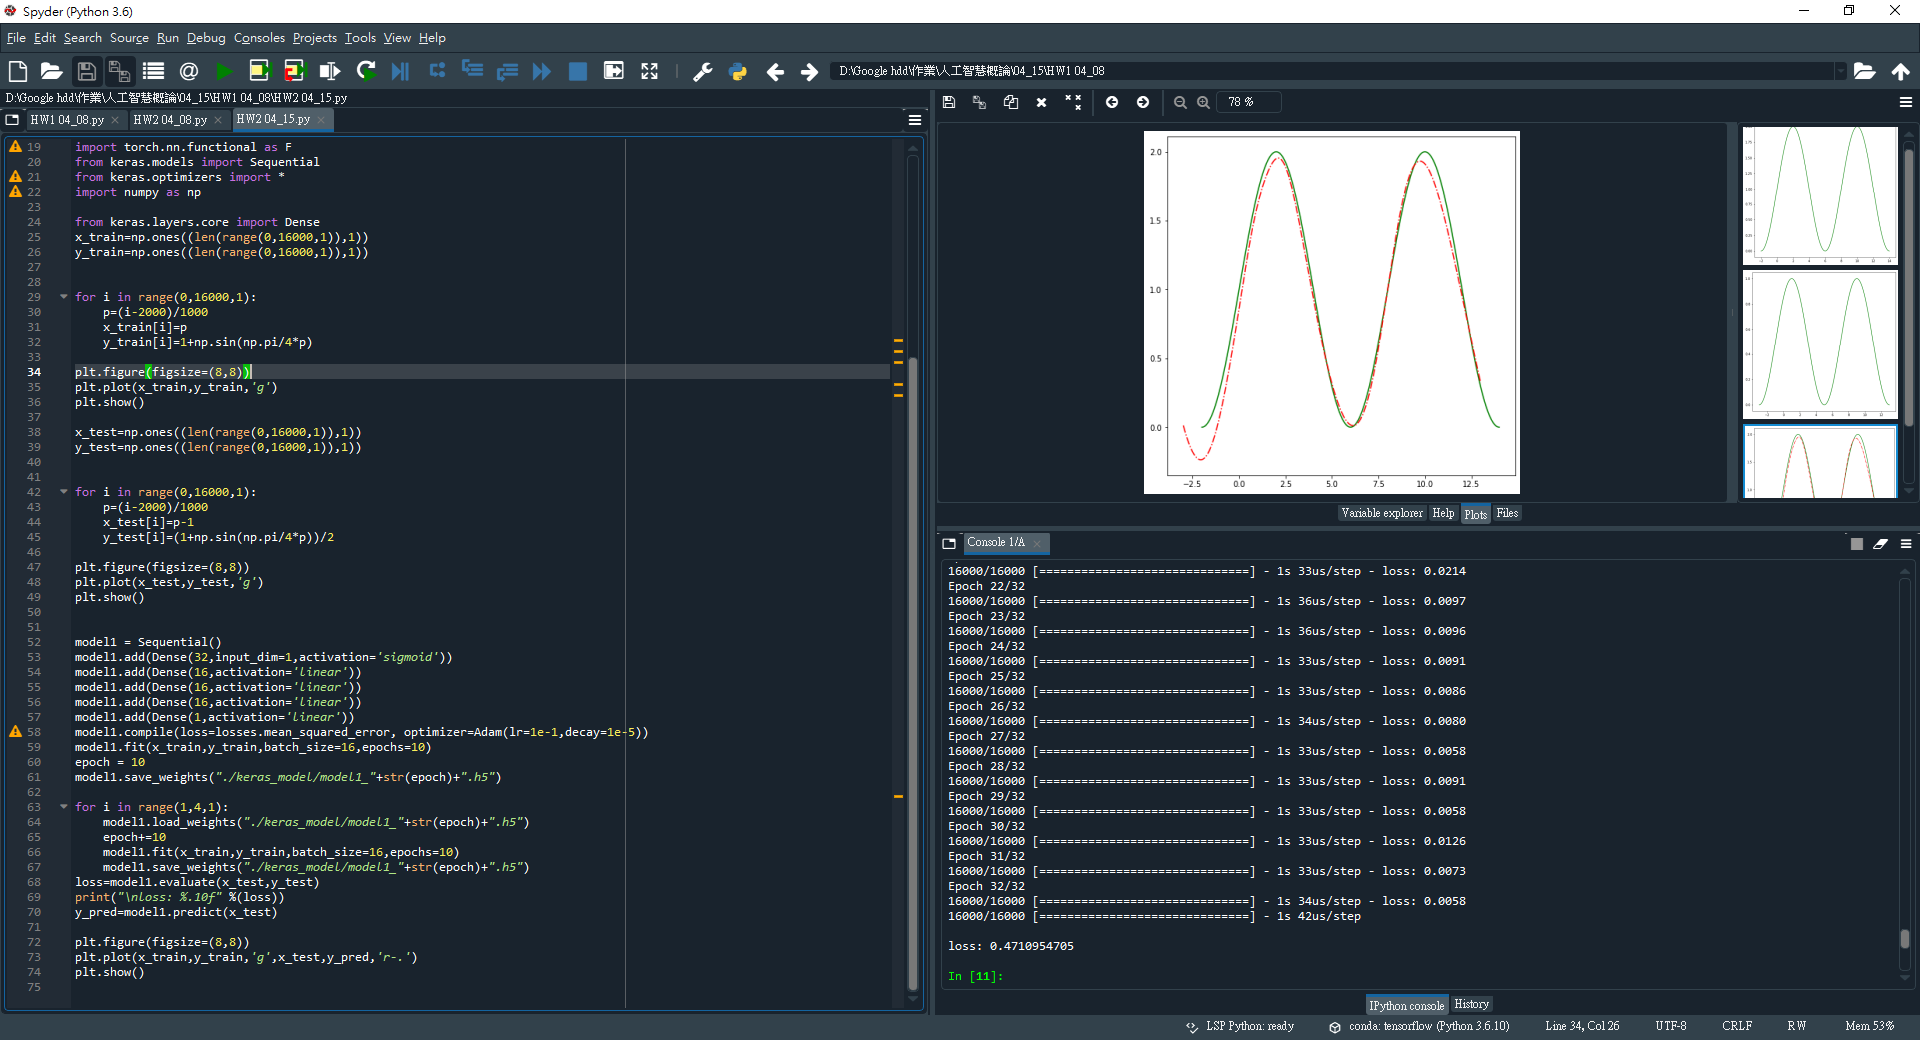 Spyder (Python 3.6)
File Edit Search Source Run Debug Consoles Projects Tools View Help
D:\Google hdd\作業\人工智慧概論\04_15\HW1 04_08
D:\Google hdd\作業\人工智慧概論\04_15\HW1 04_08\HW2 04_15.py
HW1 04_08.py HW2 04_08.py HW2 04_15.py
19 import torch.nn.functional as F
20 from keras.models import Sequential
21 from keras.optimizers import *
22 import numpy as np
23
24 from keras.layers.core import Dense
25 x_train=np.ones((len(range(0,16000,1)),1))
26 y_train=np.ones((len(range(0,16000,1)),1))
27
28
29 for i in range(0,16000,1):
30 p=(i-2000)/1000
31 x_train[i]=p
32 y_train[i]=1+np.sin(np.pi/4*p)
33
34 plt.figure(figsize=(8,8))
35 plt.plot(x_train,y_train,'g')
36 plt.show()
37
38 x_test=np.ones((len(range(0,16000,1)),1))
39 y_test=np.ones((len(range(0,16000,1)),1))
40
41
42 for i in range(0,16000,1):
43 p=(i-2000)/1000
44 x_test[i]=p-1
45 y_test[i]=(1+np.sin(np.pi/4*p))/2
46
47 plt.figure(figsize=(8,8))
48 plt.plot(x_test,y_test,'g')
49 plt.show()
50
51
52 model1 = Sequential()
53 model1.add(Dense(32,input_dim=1,activation='sigmoid'))
54 model1.add(Dense(16,activation='linear'))
55 model1.add(Dense(16,activation='linear'))
56 model1.add(Dense(16,activation='linear'))
57 model1.add(Dense(1,activation='linear'))
58 model1.compile(loss=losses.mean_squared_error, optimizer=Adam(lr=1e-1,decay=1e-5))
59 model1.fit(x_train,y_train,batch_size=16,epochs=10)
60 epoch = 10
61 model1.save_weights("./keras_model/model1_"+str(epoch)+".h5")
62
63 for i in range(1,4,1):
64 model1.load_weights("./keras_model/model1_"+str(epoch)+".h5")
65 epoch+=10
66 model1.fit(x_train,y_train,batch_size=16,epochs=10)
67 model1.save_weights("./keras_model/model1_"+str(epoch)+".h5")
68 loss=model1.evaluate(x_test,y_test)
69 print("\nloss: %.10f" %(loss))
70 y_pred=model1.predict(x_test)
71
72 plt.figure(figsize=(8,8))
73 plt.plot(x_train,y_train,'g',x_test,y_pred,'r-.')
74 plt.show()
75
78 %
2.0
1.5
1.0
0.5
0.0
−2.5 0.0 2.5 5.0 7.5 10.0 12.5
Variable explorer Help Plots Files
Console 1/A
16000/16000 [==============================] - 1s 33us/step - loss: 0.0214
Epoch 22/32
16000/16000 [==============================] - 1s 36us/step - loss: 0.0097
Epoch 23/32
16000/16000 [==============================] - 1s 36us/step - loss: 0.0096
Epoch 24/32
16000/16000 [==============================] - 1s 33us/step - loss: 0.0091
Epoch 25/32
16000/16000 [==============================] - 1s 33us/step - loss: 0.0086
Epoch 26/32
16000/16000 [==============================] - 1s 34us/step - loss: 0.0080
Epoch 27/32
16000/16000 [==============================] - 1s 33us/step - loss: 0.0058
Epoch 28/32
16000/16000 [==============================] - 1s 33us/step - loss: 0.0091
Epoch 29/32
16000/16000 [==============================] - 1s 33us/step - loss: 0.0058
Epoch 30/32
16000/16000 [==============================] - 1s 33us/step - loss: 0.0126
Epoch 31/32
16000/16000 [==============================] - 1s 33us/step - loss: 0.0073
Epoch 32/32
16000/16000 [==============================] - 1s 34us/step - loss: 0.0058
16000/16000 [==============================] - 1s 42us/step
loss: 0.4710954705
In [11]:
IPython console History
LSP Python: ready conda: tensorflow (Python 3.6.10) Line 34, Col 26 UTF-8 CRLF RW Mem 53%